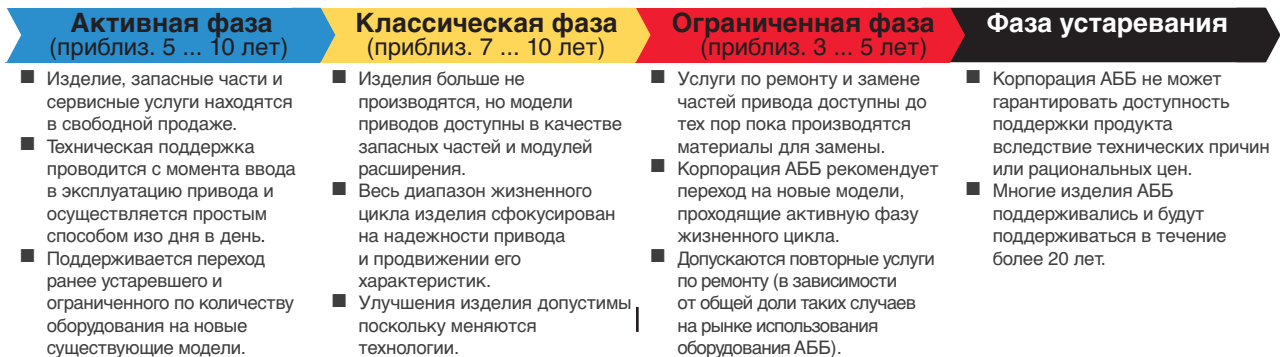 Активная фаза
(приблиз. 5 ... 10 лет)
■ Изделие, запасные части и
сервисные услуги находятся
в свободной продаже.
■ Техническая поддержка
проводится с момента ввода
в эксплуатацию привода и
осуществляется простым
способом изо дня в день.
■ Поддерживается переход
ранее устаревшего и
ограниченного по количеству
оборудования на новые
существующие модели.
Классическая фаза
(приблиз. 7 ... 10 лет)
■ Изделия больше не
производятся, но модели
приводов доступны в качестве
запасных частей и модулей
расширения.
■ Весь диапазон жизненного
цикла изделия сфокусирован
на надежности привода
и продвижении его
характеристик.
■ Улучшения изделия допустимы
поскольку меняются
технологии.
Ограниченная фаза
(приблиз. 3 ... 5 лет)
■ Услуги по ремонту и замене
частей привода доступны до
тех пор пока производятся
материалы для замены.
■ Корпорация АББ рекомендует
переход на новые модели,
проходящие активную фазу
жизненного цикла.
■ Допускаются повторные услуги
по ремонту (в зависимости
от общей доли таких случаев
на рынке использования
оборудования АББ).
Фаза устаревания
■ Корпорация АББ не может
гарантировать доступность
поддержки продукта
вследствие технических причин
или рациональных цен.
■ Многие изделия АББ
поддерживались и будут
поддерживаться в течение
более 20 лет.